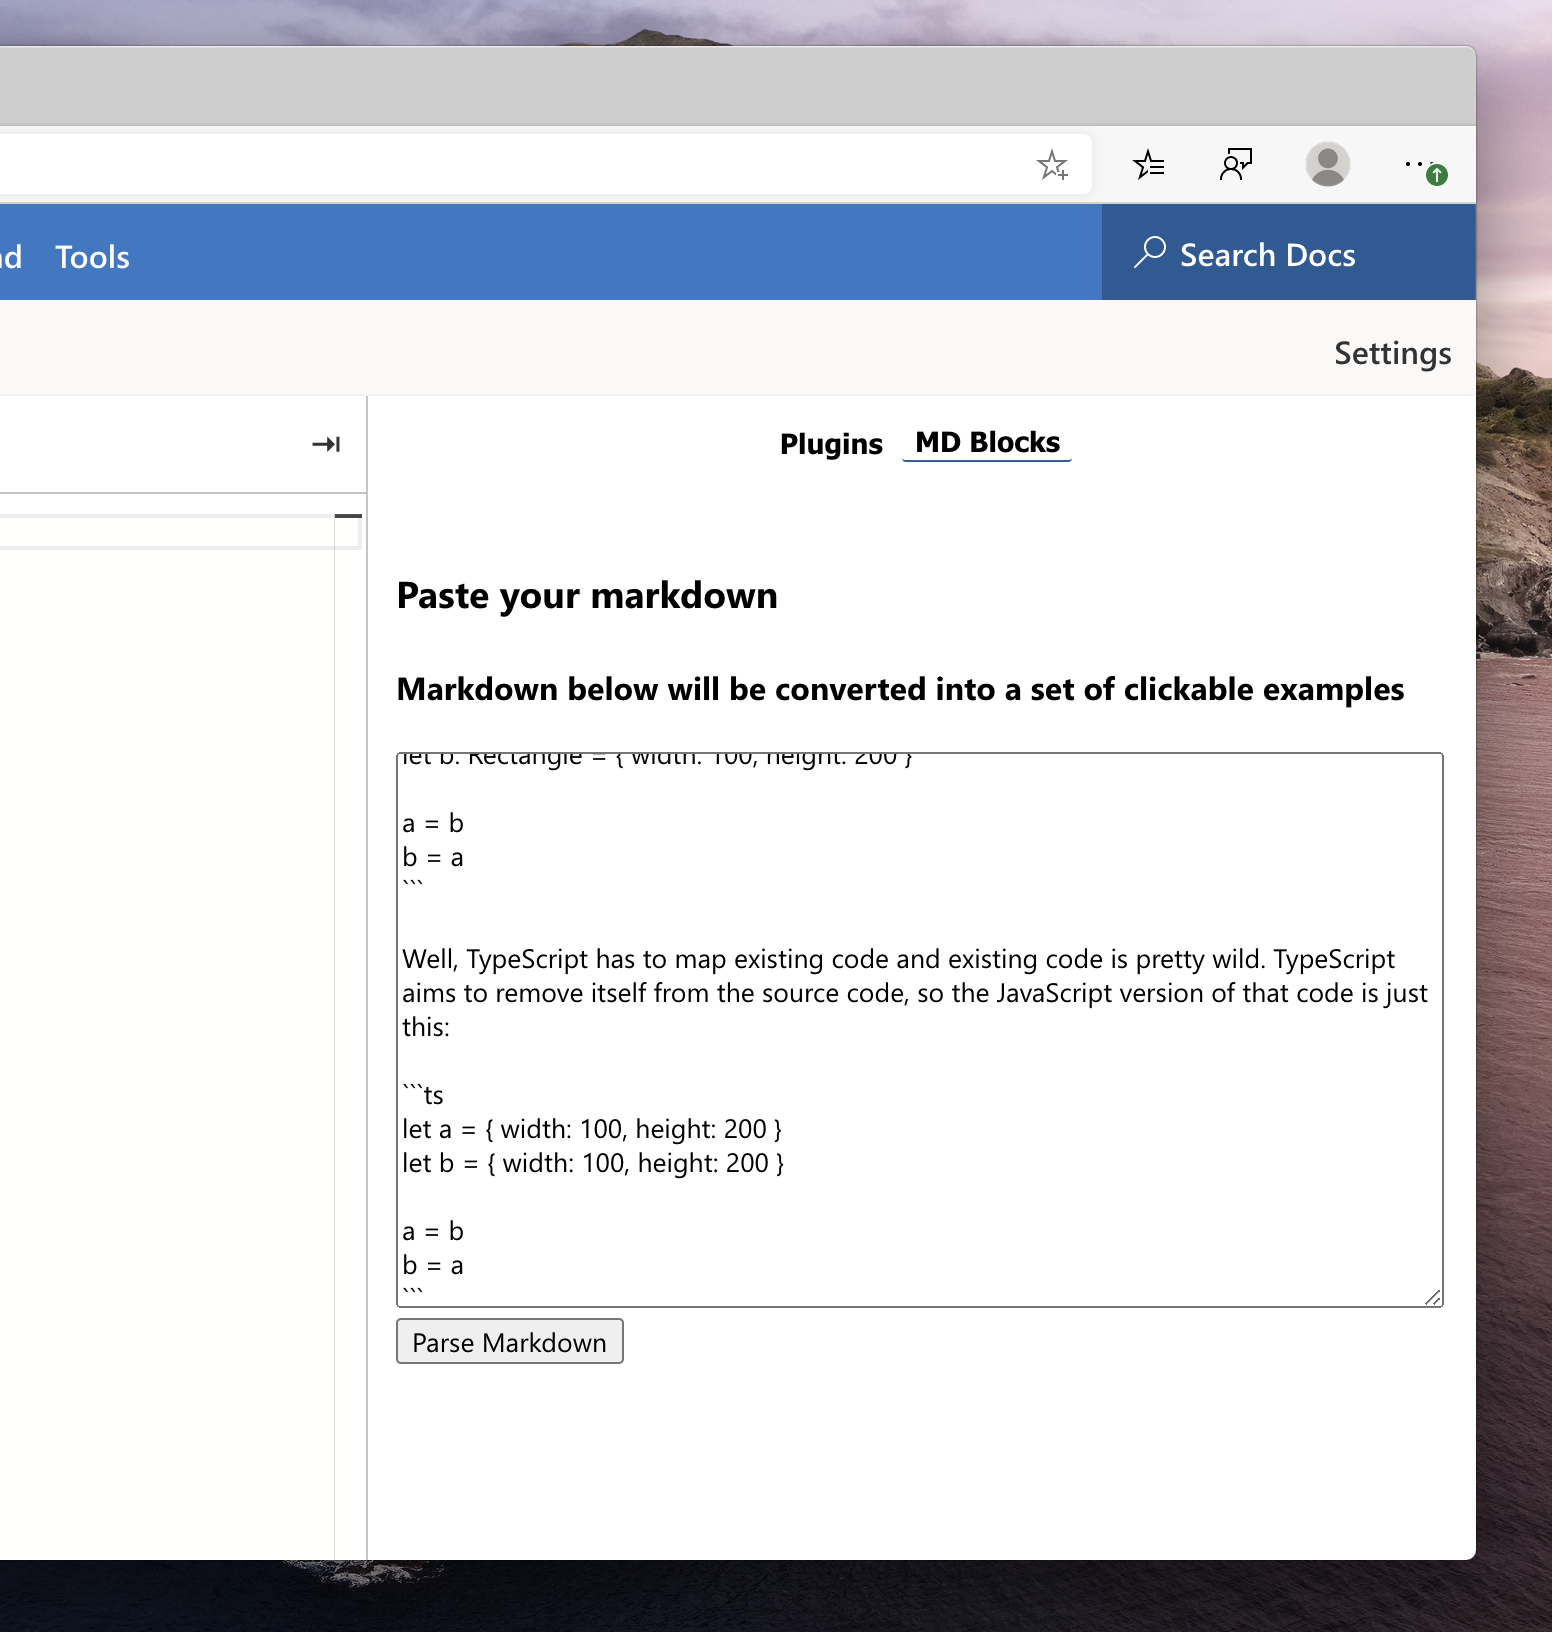 Tools
Search Docs
Settings
Plugins
MD Blocks
Paste your markdown
Markdown below will be converted into a set of clickable examples
let b: Rectangle = { width: 100, height: 200 }
a = b
b = a
```
Well, TypeScript has to map existing code and existing code is pretty wild. TypeScript
aims to remove itself from the source code, so the JavaScript version of that code is just
this:
```ts
let a = { width: 100, height: 200 }
let b = { width: 100, height: 200 }
a = b
b = a
```
Parse Markdown